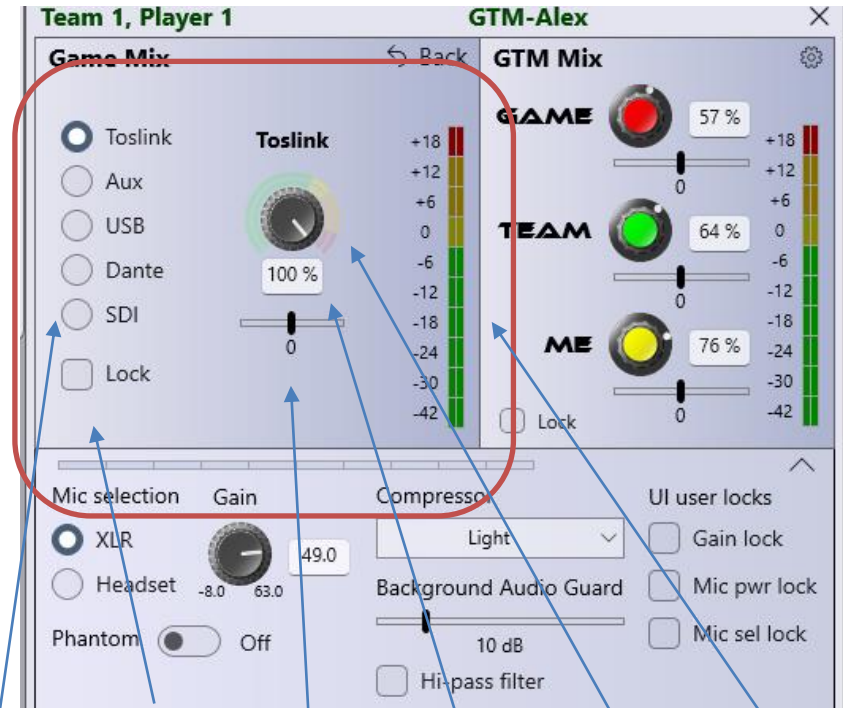 Team 1, Player 1 GTM-Alex
Game Mix Back GTM Mix
Toslink
Aux
USB
Dante
SDI
Lock
Toslink
100 %
0
+18
+12
+6
0
-6
-12
-18
-24
-30
-42
GAME 57 %
0
TEAM 64 %
0
ME 76 %
0
Lock
+18
+12
+6
0
-6
-12
-18
-24
-30
-42
Mic selection Gain Compressor UI user locks
XLR
Headset
Phantom Off
49.0
-8.0 63.0
Light
Background Audio Guard
10 dB
Hi-pass filter
Gain lock
Mic pwr lock
Mic sel lock